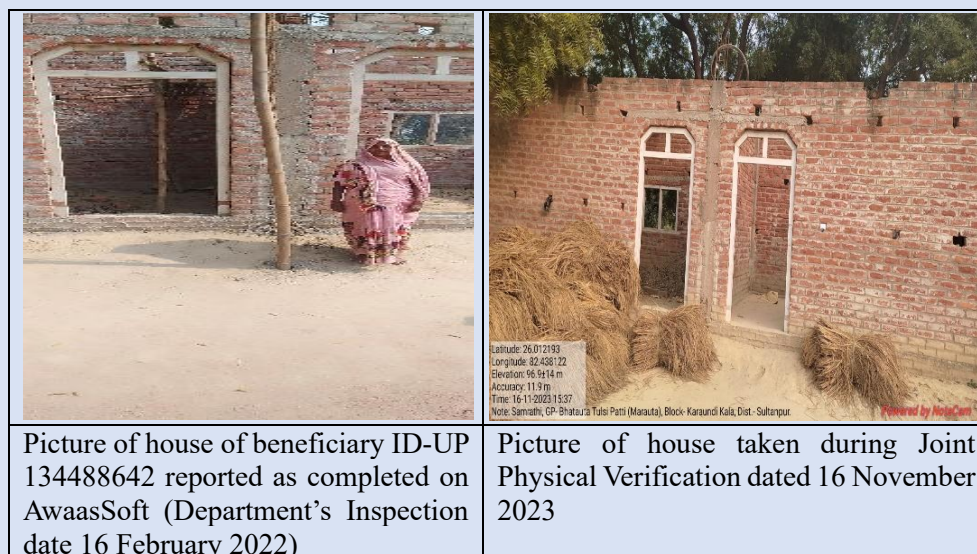 Latitude: 26.012193
Longitude: 82.438122
Elevation: 96.9±14 m
Accuracy: 11.9 m
Time: 16-11-2023 15:37
Note: Samrathi, GP- Bhatauta Tulsi Patti (Marauta), Block- Karaundi Kala, Dist.- Sultanpur.
Powered by NoteCam
Picture of house of beneficiary ID-UP
134488642 reported as completed on
AwaasSoft (Department’s Inspection
date 16 February 2022)
Picture of house taken during Joint
Physical Verification dated 16 November
2023